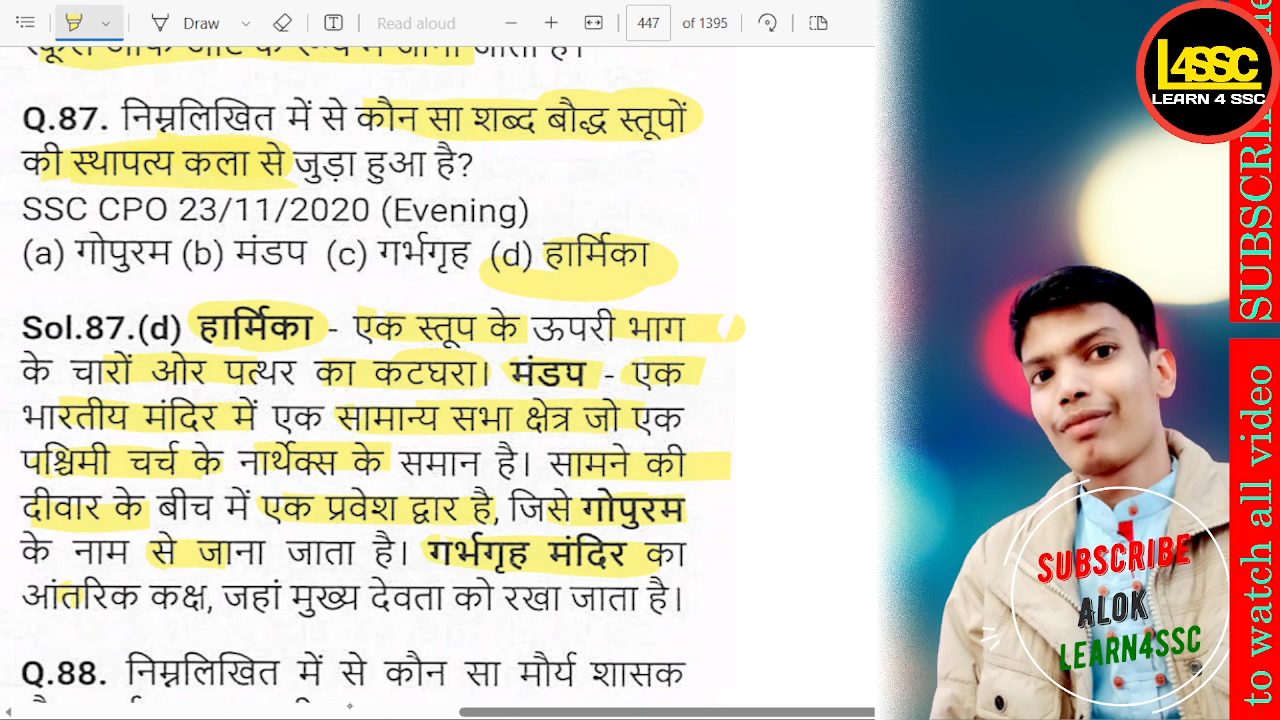 Read aloud
Draw
447 of 1395
जाता है।
Q.87. निम्नलिखित में से कौन सा शब्द बौद्ध स्तूपों
की स्थापत्य कला से जुड़ा हुआ है?
SSC CPO 23/11/2020 (Evening)
(a) गोपुरम (b) मंडप (c) गर्भगृह (d) हार्मिका
Sol.87.(d) हार्मिका - एक स्तूप के ऊपरी भाग
के चारों ओर पत्थर का कटघरा। मंडप - एक
भारतीय मंदिर में एक सामान्य सभा क्षेत्र जो एक
पश्चिमी चर्च के नार्थेक्स के समान है। सामने की
दीवार के बीच में एक प्रवेश द्वार है, जिसे गोपुरम
के नाम से जाना जाता है। गर्भगृह मंदिर का
आंतरिक कक्ष, जहां मुख्य देवता को रखा जाता है।
Q.88. निम्नलिखित में से कौन सा मौर्य शासक
L4SSC
LEARN 4 SSC
SUBSCRIBE
ALOK
LEARN4SSC
to watch all video